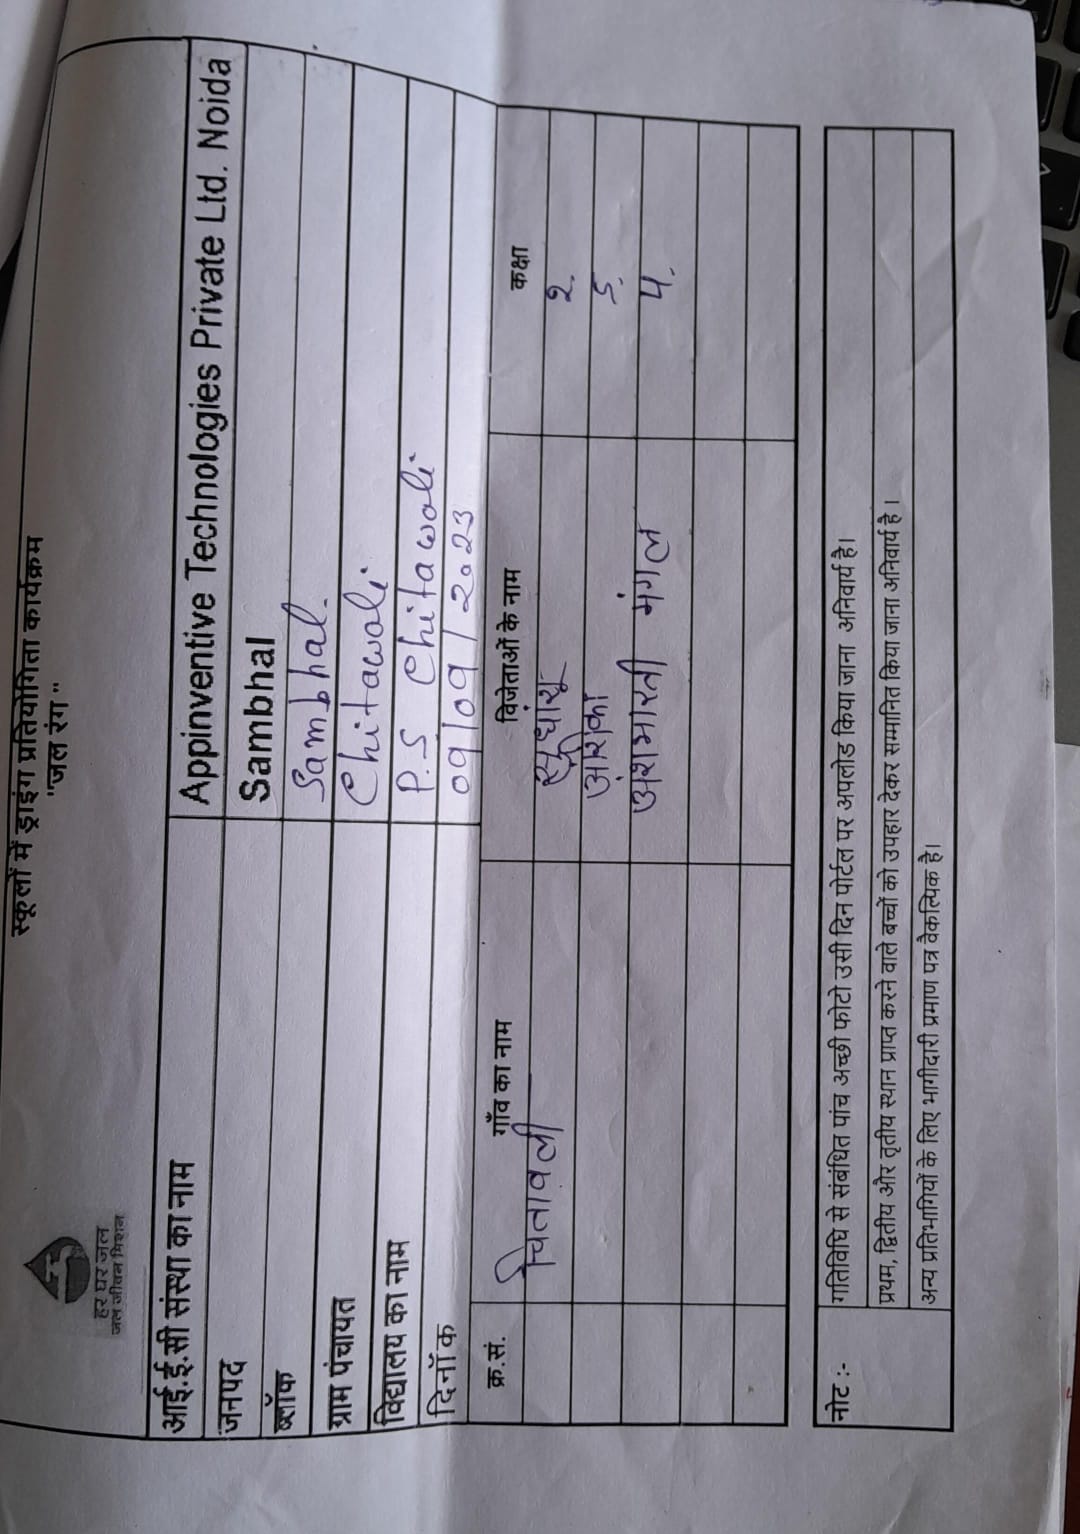 हर घर जल
जल जीवन मिशन
स्कूलों में ड्राइंग प्रतियोगिता कार्यक्रम
"जल रंग"
आई.ई.सी संस्था का नाम Appinventive Technologies Private Ltd. Noida
जनपद Sambhal
ब्लॉक Sambhal.
ग्राम पंचायत Chitawali
विद्यालय का नाम P.S Chitawali
दिनॉक 09/09/2023
क्र.सं. गाँव का नाम विजेताओं के नाम कक्षा
चितावली 2.
5.
मंगल 4.
नोट :- गतिविधि से संबंधित पांच अच्छी फोटो उसी दिन पोर्टल पर अपलोड किया जाना अनिवार्य है।
प्रथम, द्वितीय और तृतीय स्थान प्राप्त करने वाले बच्चों को उपहार देकर सम्मानित किया जाना अनिवार्य है।
अन्य प्रतिभागियों के लिए भागीदारी प्रमाण पत्र वैकल्पिक है।